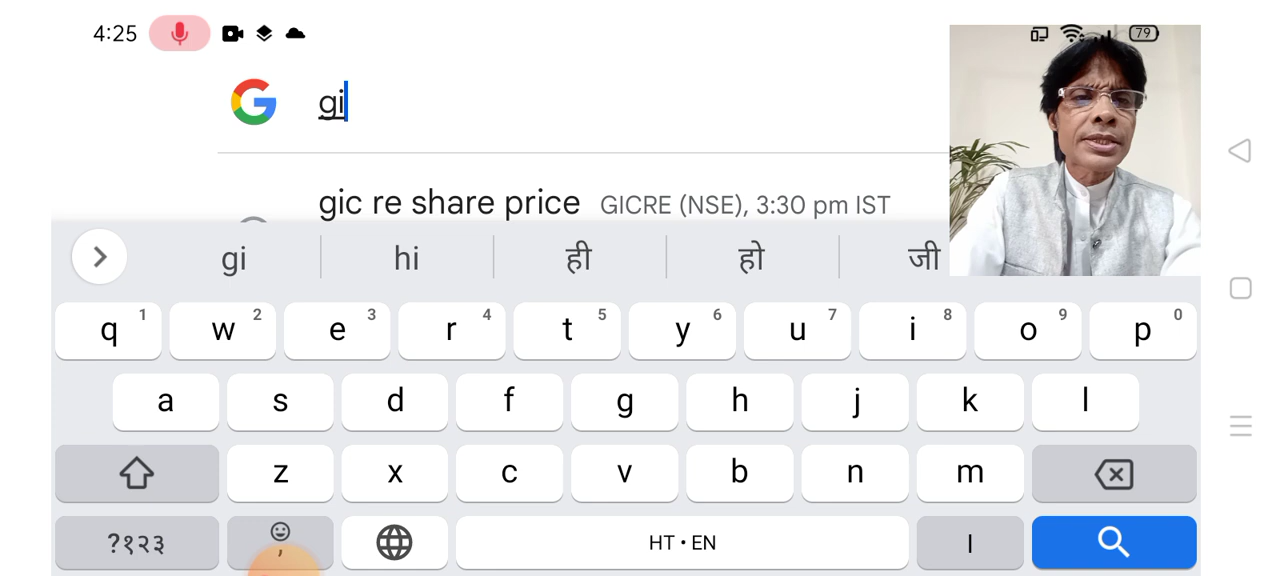 4:25
79
gi
gic re share price GICRE (NSE), 3:30 pm IST
gi hi ही हो जी
q 1 w 2 e 3 r 4 t 5 y 6 u 7 i 8 o 9 p 0
a s d f g h j k l
z x c v b n m
?१२३ , HT • EN ।